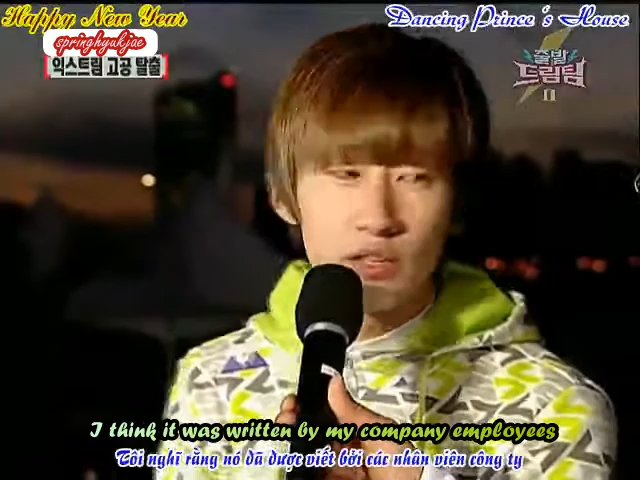 Happy New Year
Dancing Prince´s House
springhyukjae
익스트림 고공 탈출
출발
드림팀
II
I think it was written by my company employees
Tôi nghĩ rằng nó đã được viết bởi các nhân viên công ty